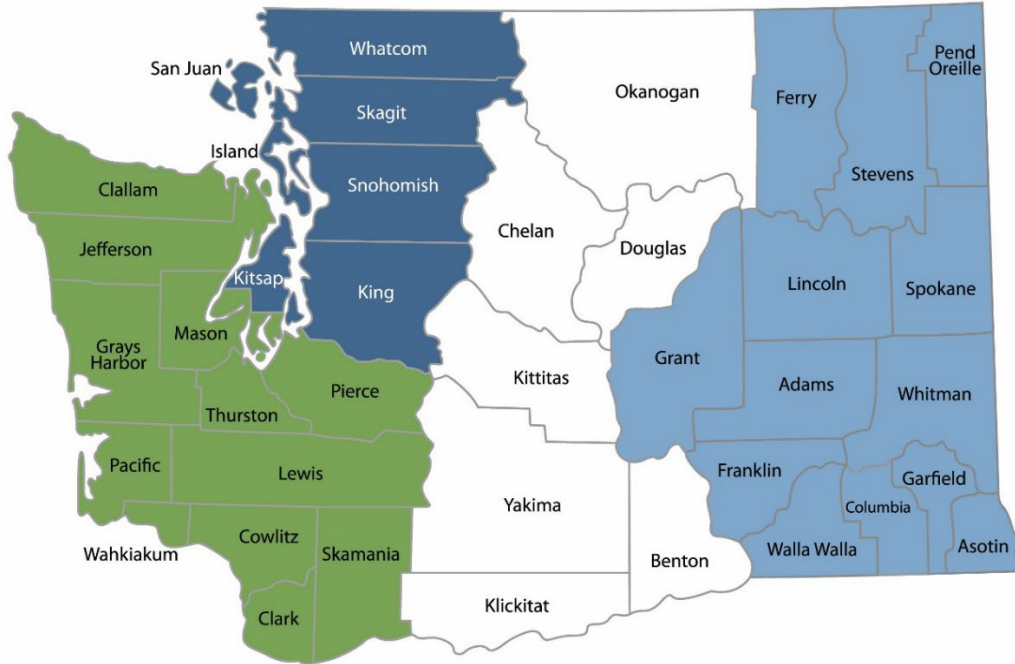 Whatcom
San Juan
Pend
Oreille
Okanogan
Ferry
Skagit
Island
Stevens
Clallam
Snohomish
Chelan
Douglas
Jefferson
Kitsap
King
Lincoln
Spokane
Mason
Grays
Harbor
Grant
Kittitas
Adams
Pierce
Whitman
Thurston
Pacific
Lewis
Franklin
Garfield
Yakima
Columbia
Cowlitz
Wahkiakum
Skamania
Benton
Walla Walla
Asotin
Klickitat
Clark